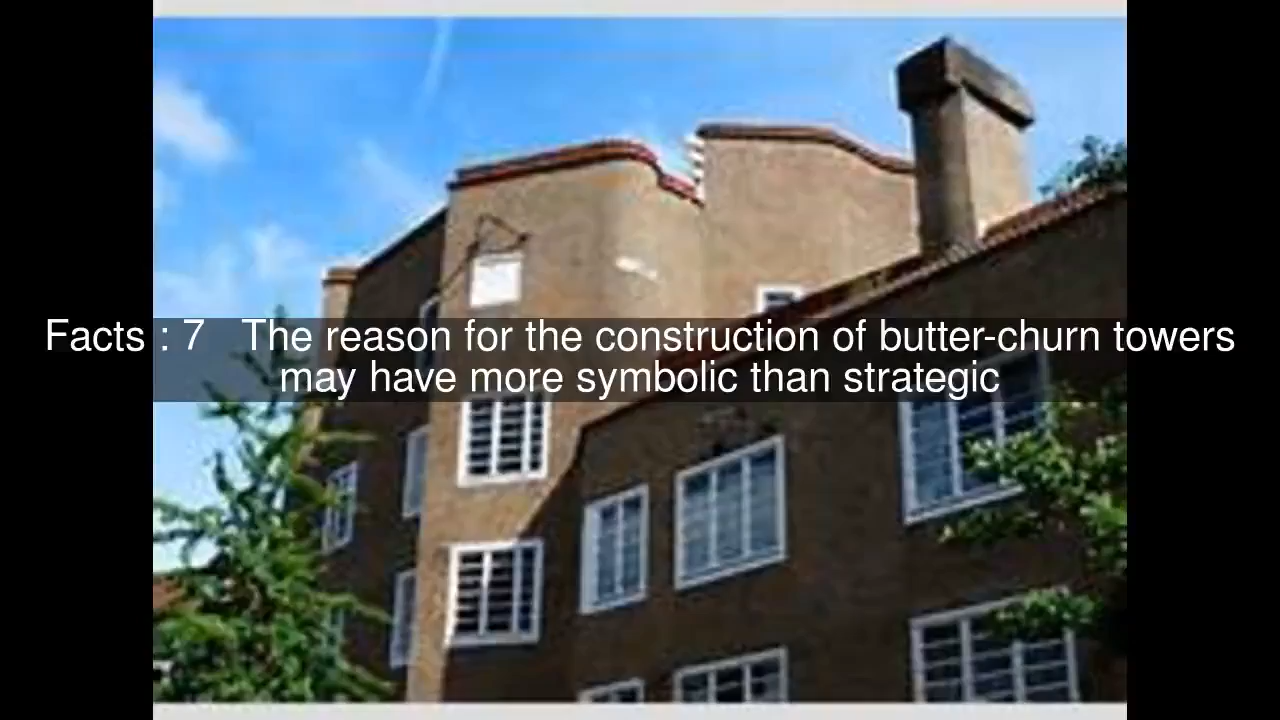 Facts : 7   The reason for the construction of butter-churn towers
may have more symbolic than strategic